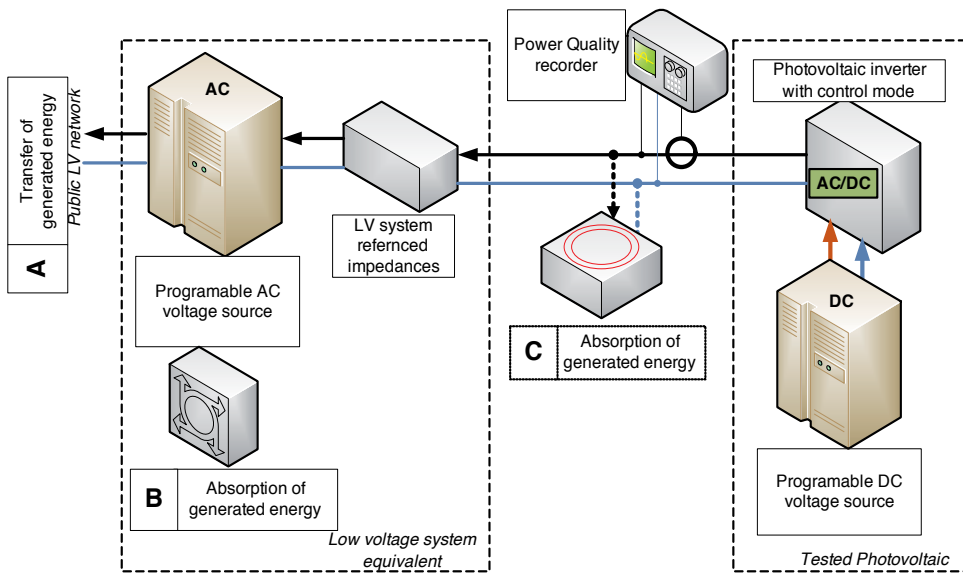 Transfer of
generated energy
Public LV network
A
AC
Programable AC
voltage source
B
Absorption of
generated energy
Low voltage system
equivalent
LV system
refernced
impedances
Power Quality
recorder
C
Absorption of
generated energy
Photovoltaic inverter
with control mode
AC/DC
DC
Programable DC
voltage source
Tested Photovoltaic